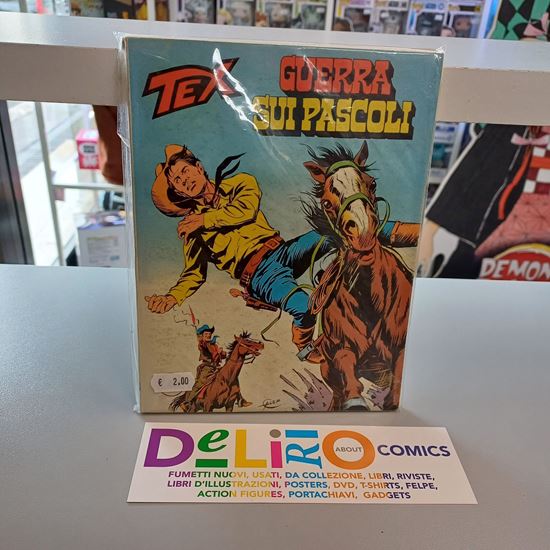 TEX
GUERRA
SUI PASCOLI
€ 2.00
DeLiRiO ABOUT COMICS
FUMETTI NUOVI, USATI, DA COLLEZIONE, LIBRI, RIVISTE,
LIBRI D'ILLUSTRAZIONI, POSTERS, DVD, T-SHIRTS, FELPE,
ACTION FIGURES, PORTACHIAVI, GADGETS
DEMON